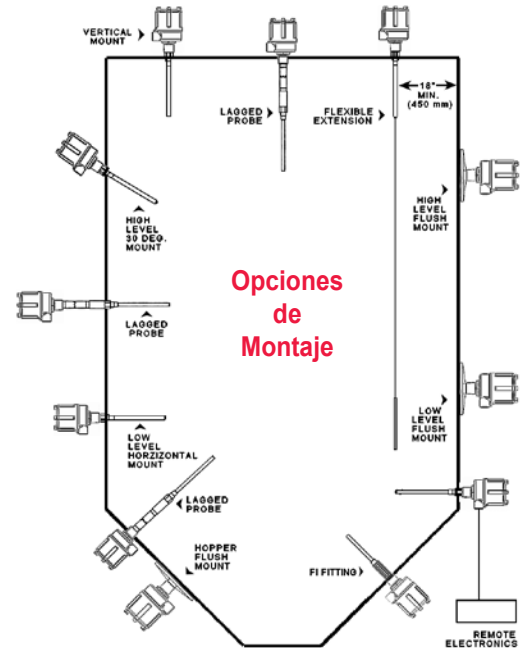 VERTICAL
MOUNT
LAGGED
PROBE
FLEXIBLE
EXTENSION
18"
MIN.
(450 mm)
HIGH
LEVEL
FLUSH
MOUNT
HIGH
LEVEL
30 DEG.
MOUNT
Opciones
de
Montaje
LAGGED
PROBE
LOW
LEVEL
FLUSH
MOUNT
LOW
LEVEL
HORZIZONTAL
MOUNT
LAGGED
PROBE
HOPPER
FLUSH
MOUNT
FI FITTING
REMOTE
ELECTRONICS